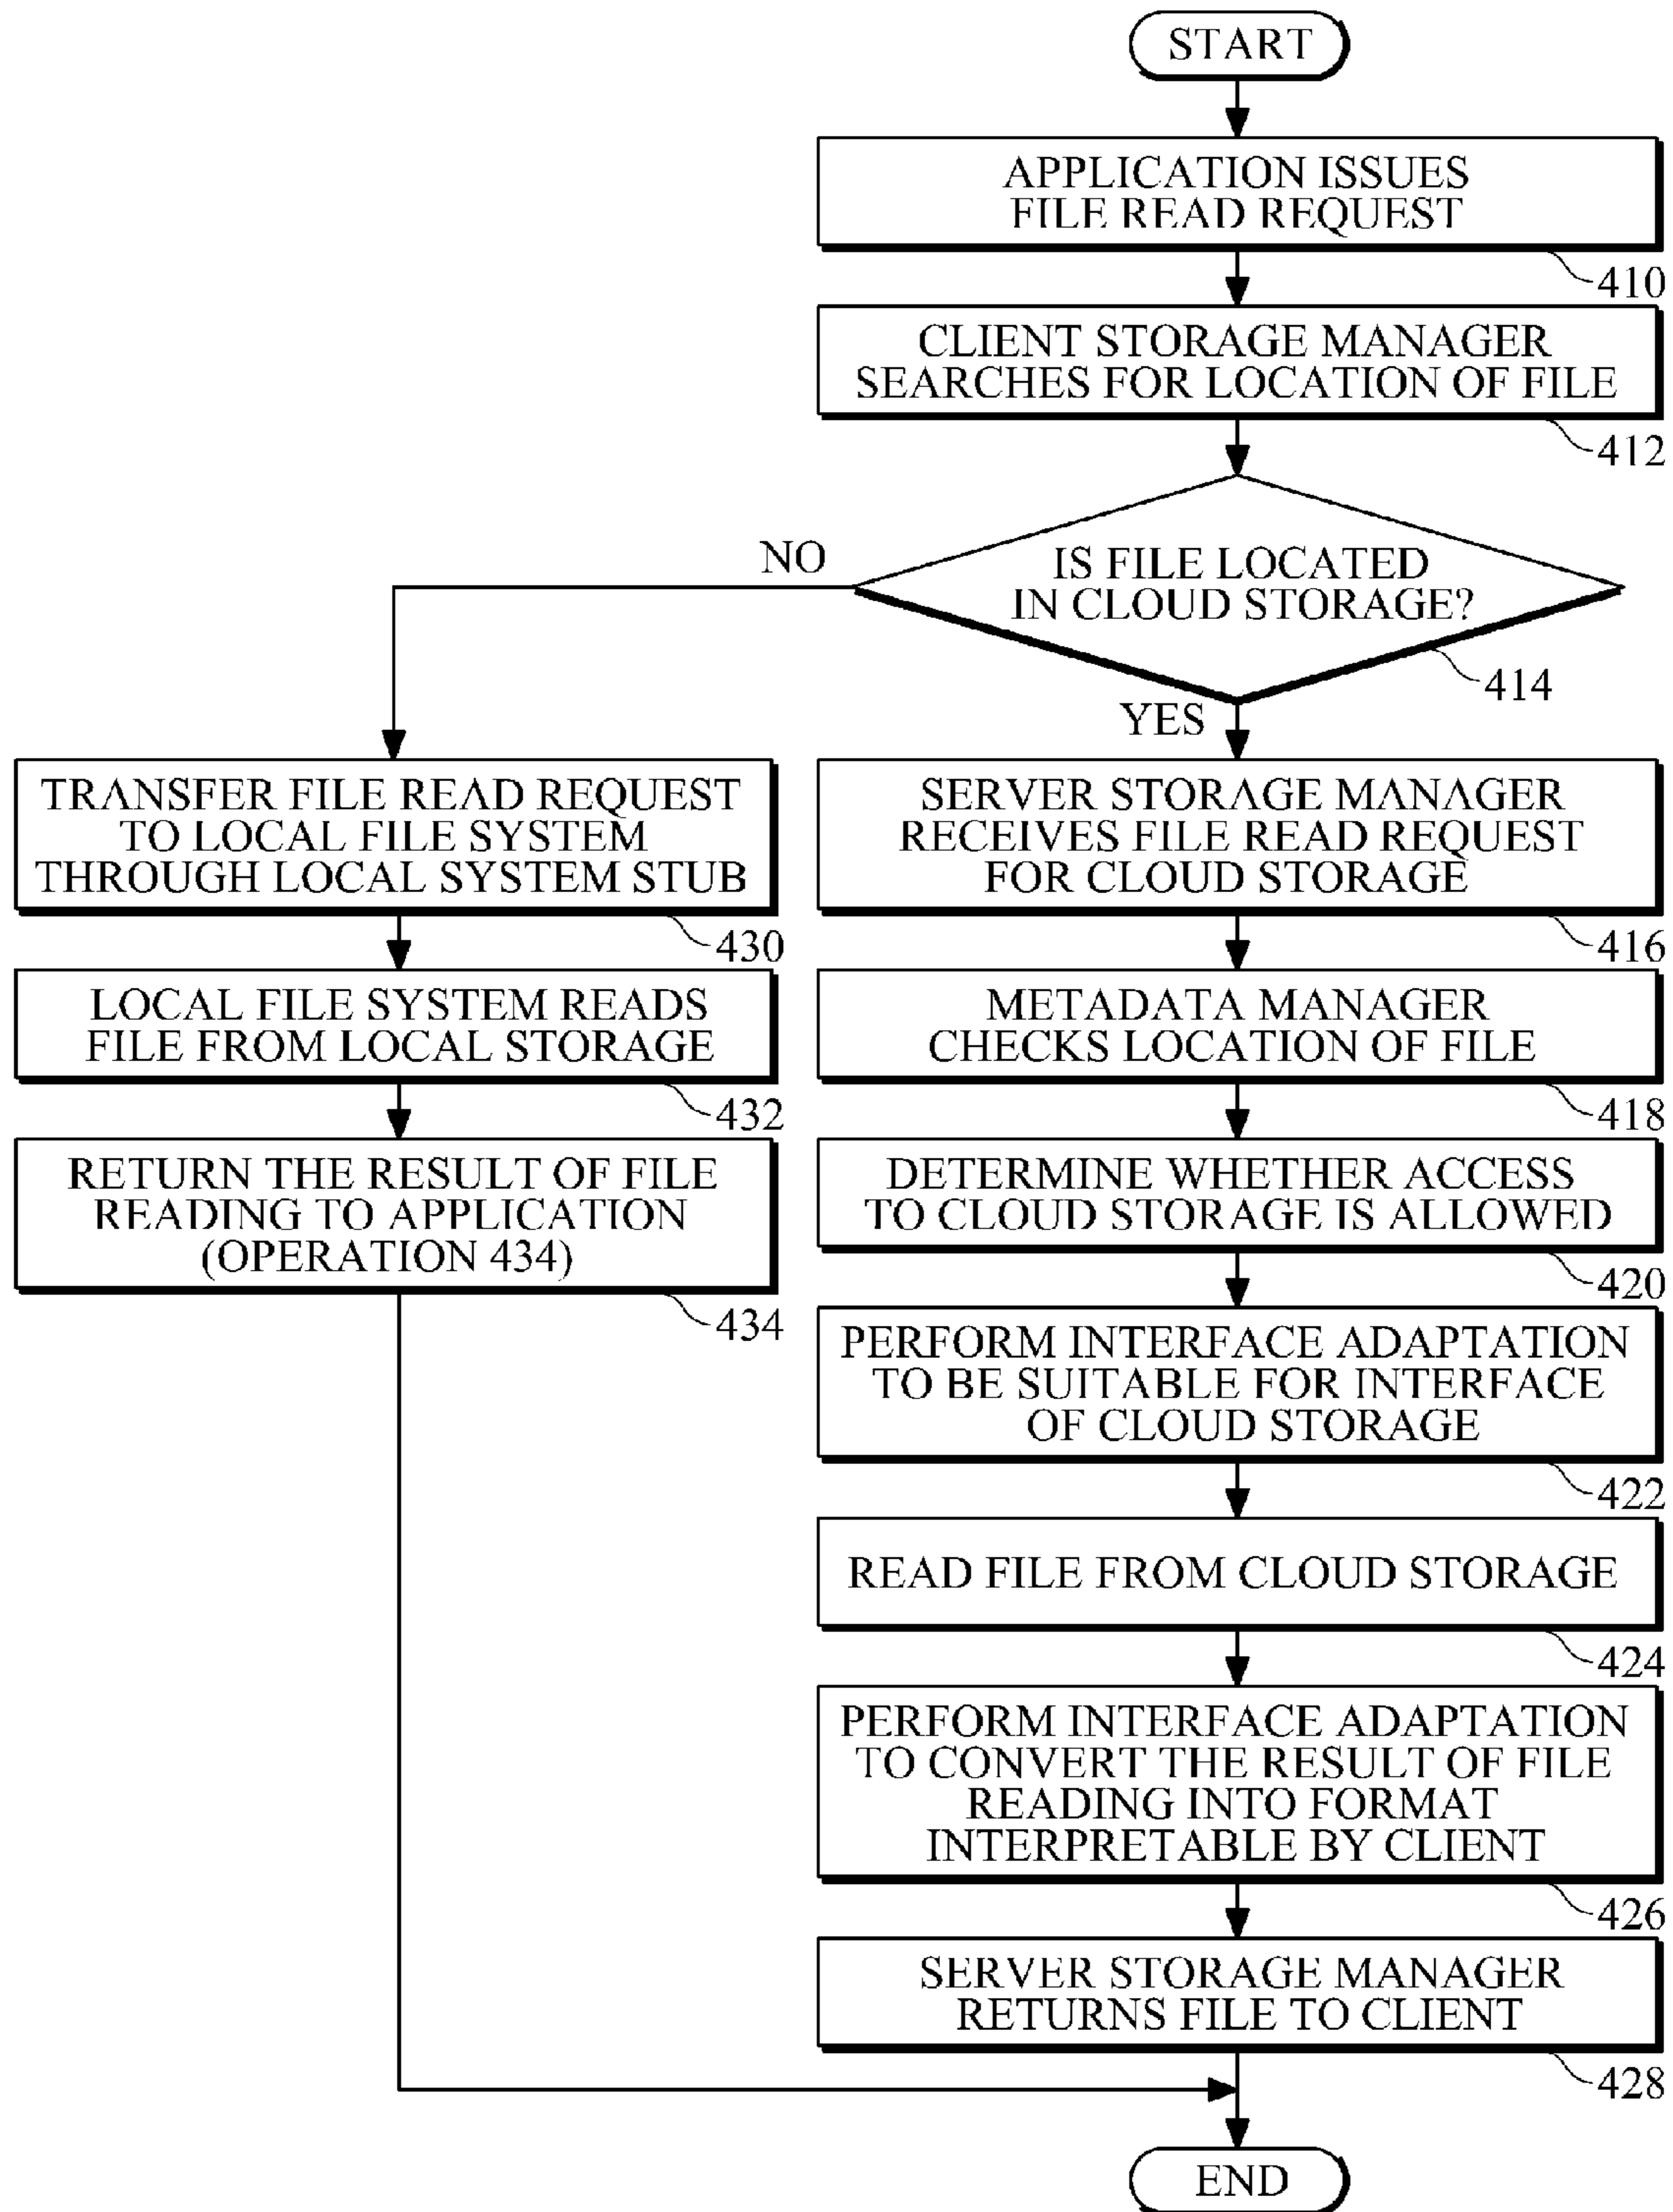 START
APPLICATION ISSUES
FILE READ REQUEST
410
CLIENT STORAGE MANAGER
SEARCHES FOR LOCATION OF FILE
412
IS FILE LOCATED
IN CLOUD STORAGE?
414
NO
YES
TRANSFER FILE READ REQUEST
TO LOCAL FILE SYSTEM
THROUGH LOCAL SYSTEM STUB
430
LOCAL FILE SYSTEM READS
FILE FROM LOCAL STORAGE
432
RETURN THE RESULT OF FILE
READING TO APPLICATION
(OPERATION 434)
434
SERVER STORAGE MANAGER
RECEIVES FILE READ REQUEST
FOR CLOUD STORAGE
416
METADATA MANAGER
CHECKS LOCATION OF FILE
418
DETERMINE WHETHER ACCESS
TO CLOUD STORAGE IS ALLOWED
420
PERFORM INTERFACE ADAPTATION
TO BE SUITABLE FOR INTERFACE
OF CLOUD STORAGE
422
READ FILE FROM CLOUD STORAGE
424
PERFORM INTERFACE ADAPTATION
TO CONVERT THE RESULT OF FILE
READING INTO FORMAT
INTERPRETABLE BY CLIENT
426
SERVER STORAGE MANAGER
RETURNS FILE TO CLIENT
428
END